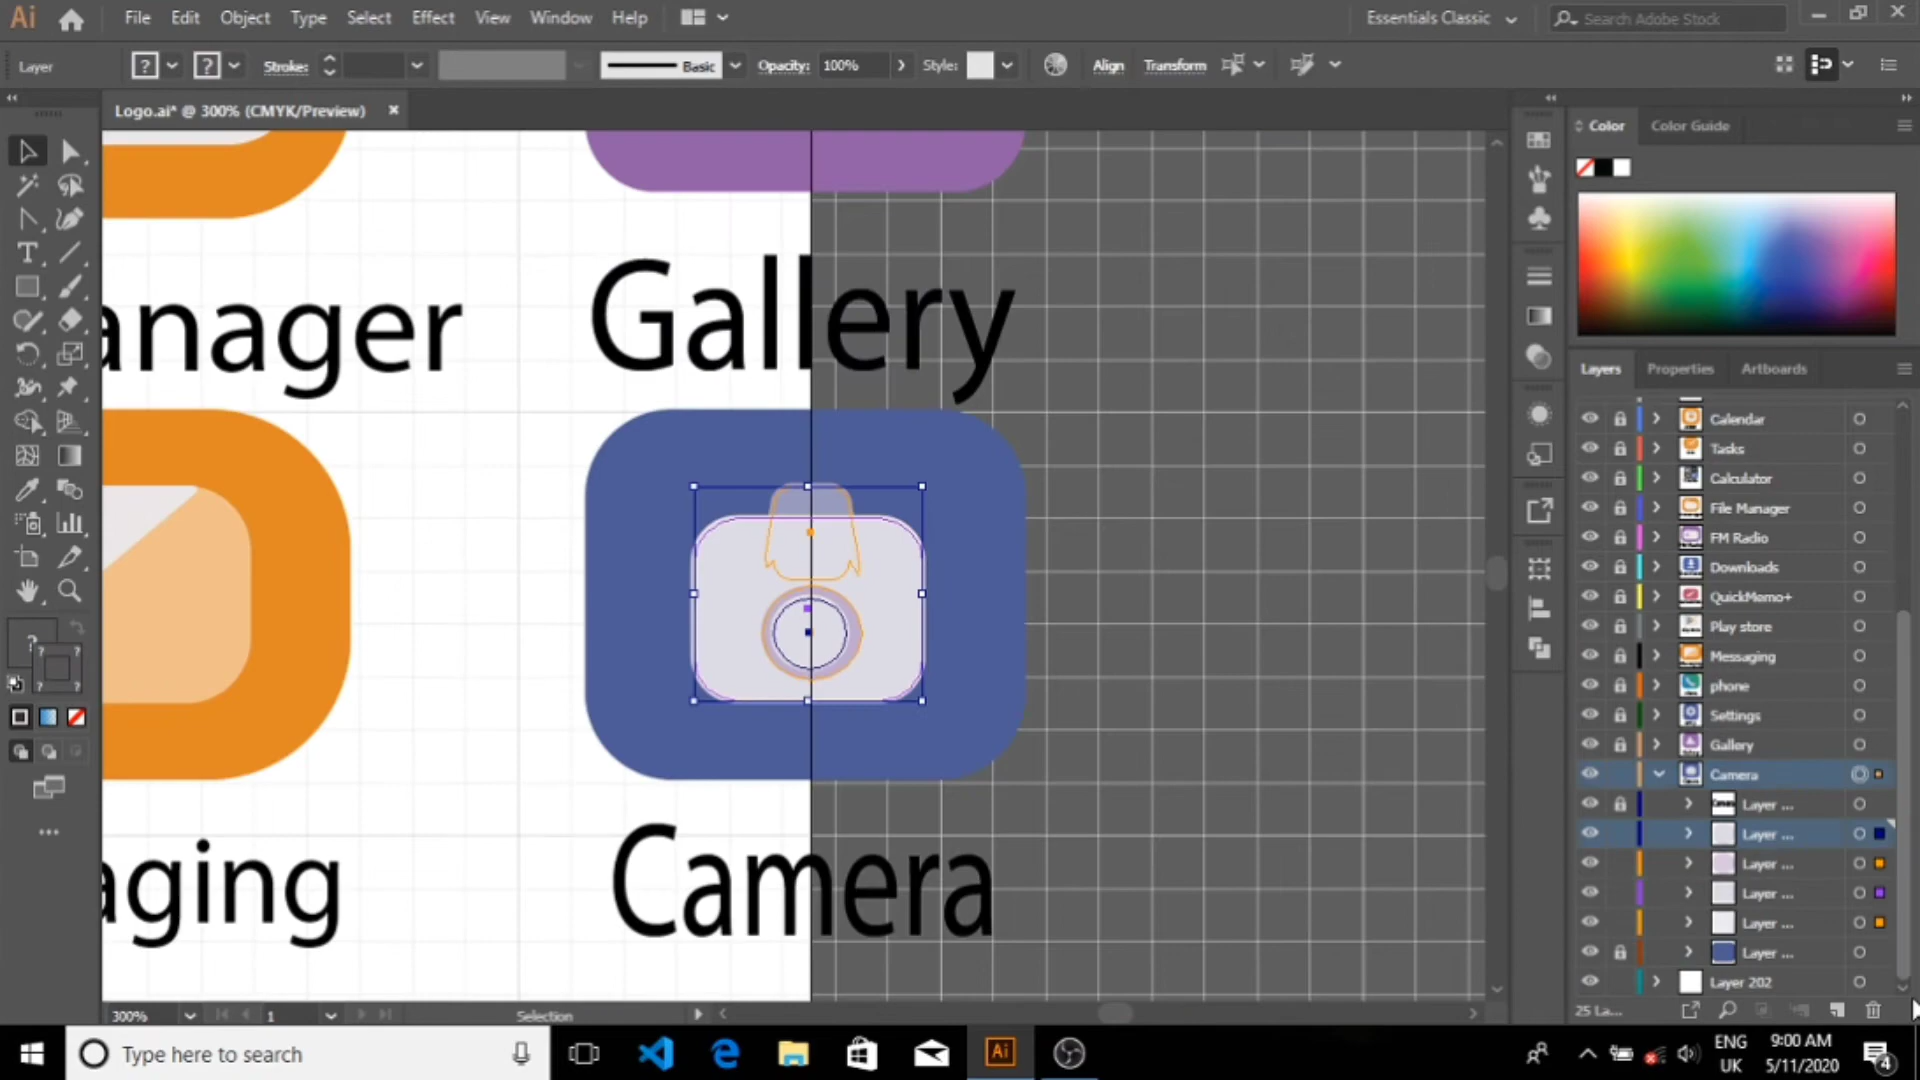 Ai File Edit Object Type Select Effect View Window Help Essentials Classic Search Adobe Stock
Layer ? ? Stroke: Basic Opacity: 100% Style: Align Transform
Logo.ai* @ 300% (CMYK/Preview)
Color Color Guide
anager
Gallery
aging
Camera
Layers Properties Artboards
Calendar
Tasks
Calculator
File Manager
FM Radio
Downloads
QuickMemo+
Play store
Messaging
phone
Settings
Gallery
Camera
Layer ...
Layer ...
Layer ...
Layer ...
Layer ...
Layer ...
Layer 202
25 La...
300% 1 Selection
Type here to search
Ai
ENG
UK
9:00 AM
5/11/2020
4